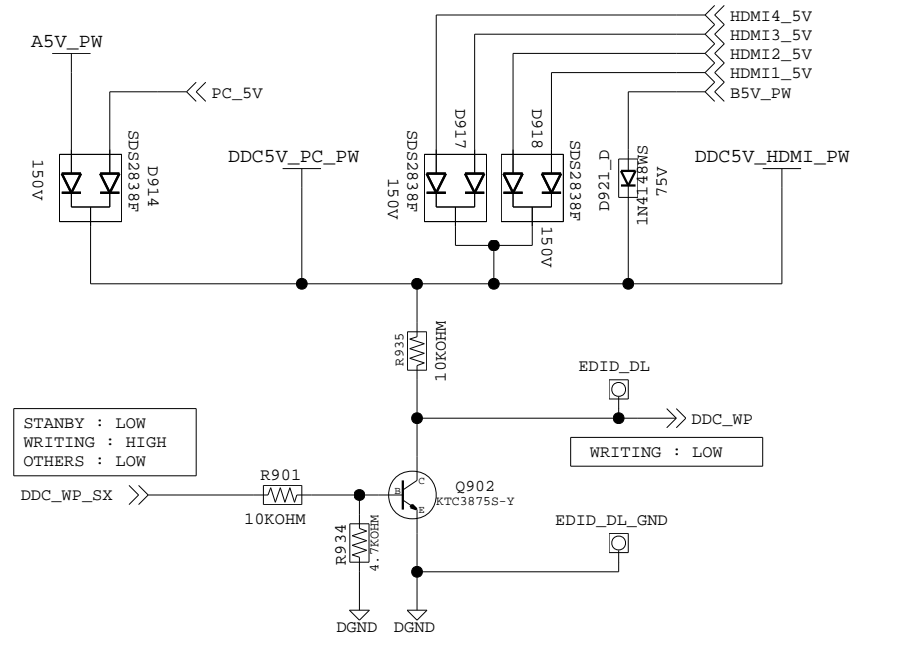 HDMI4_5V
HDMI3_5V
HDMI2_5V
HDMI1_5V
B5V_PW
A5V_PW
PC_5V
SDS2838F
D914
150V
DDC5V_PC_PW
D917
SDS2838F
150V
D918
SDS2838F
150V
D921_D
1N4148WS
75V
DDC5V_HDMI_PW
R935
10KOHM
EDID_DL
DDC_WP
WRITING : LOW
STANBY : LOW
WRITING : HIGH
OTHERS : LOW
DDC_WP_SX
R901
10KOHM
R934
4.7KOHM
B
C
E
Q902
KTC3875S-Y
EDID_DL_GND
DGND
DGND